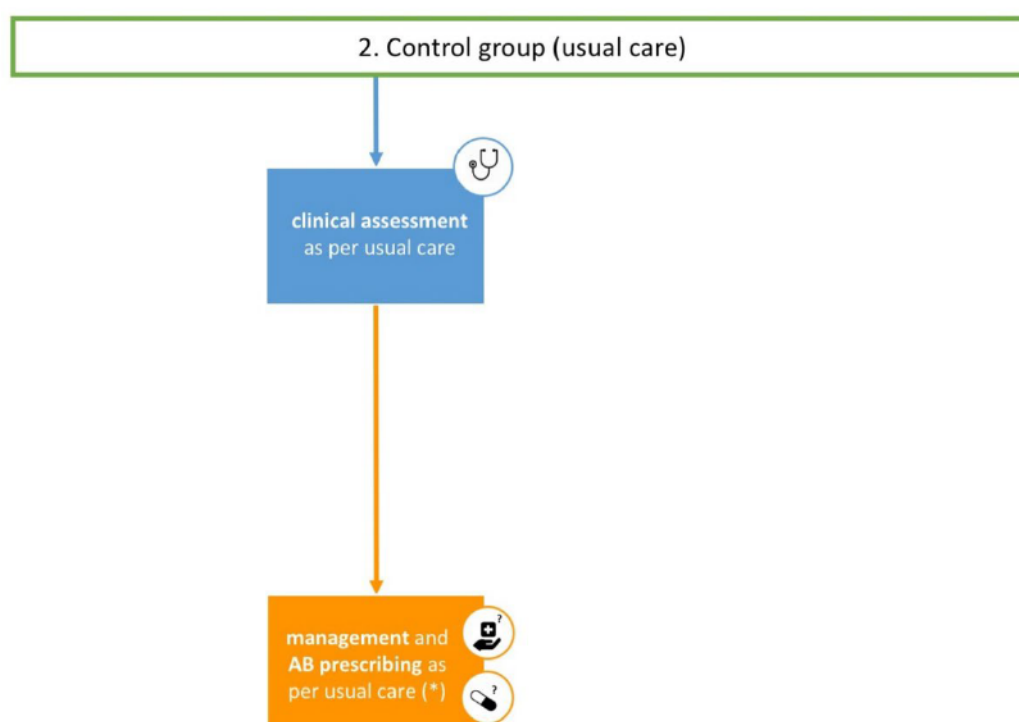 2. Control group (usual care)
clinical assessment
as per usual care
management and
AB prescribing as
per usual care (*)
?
?